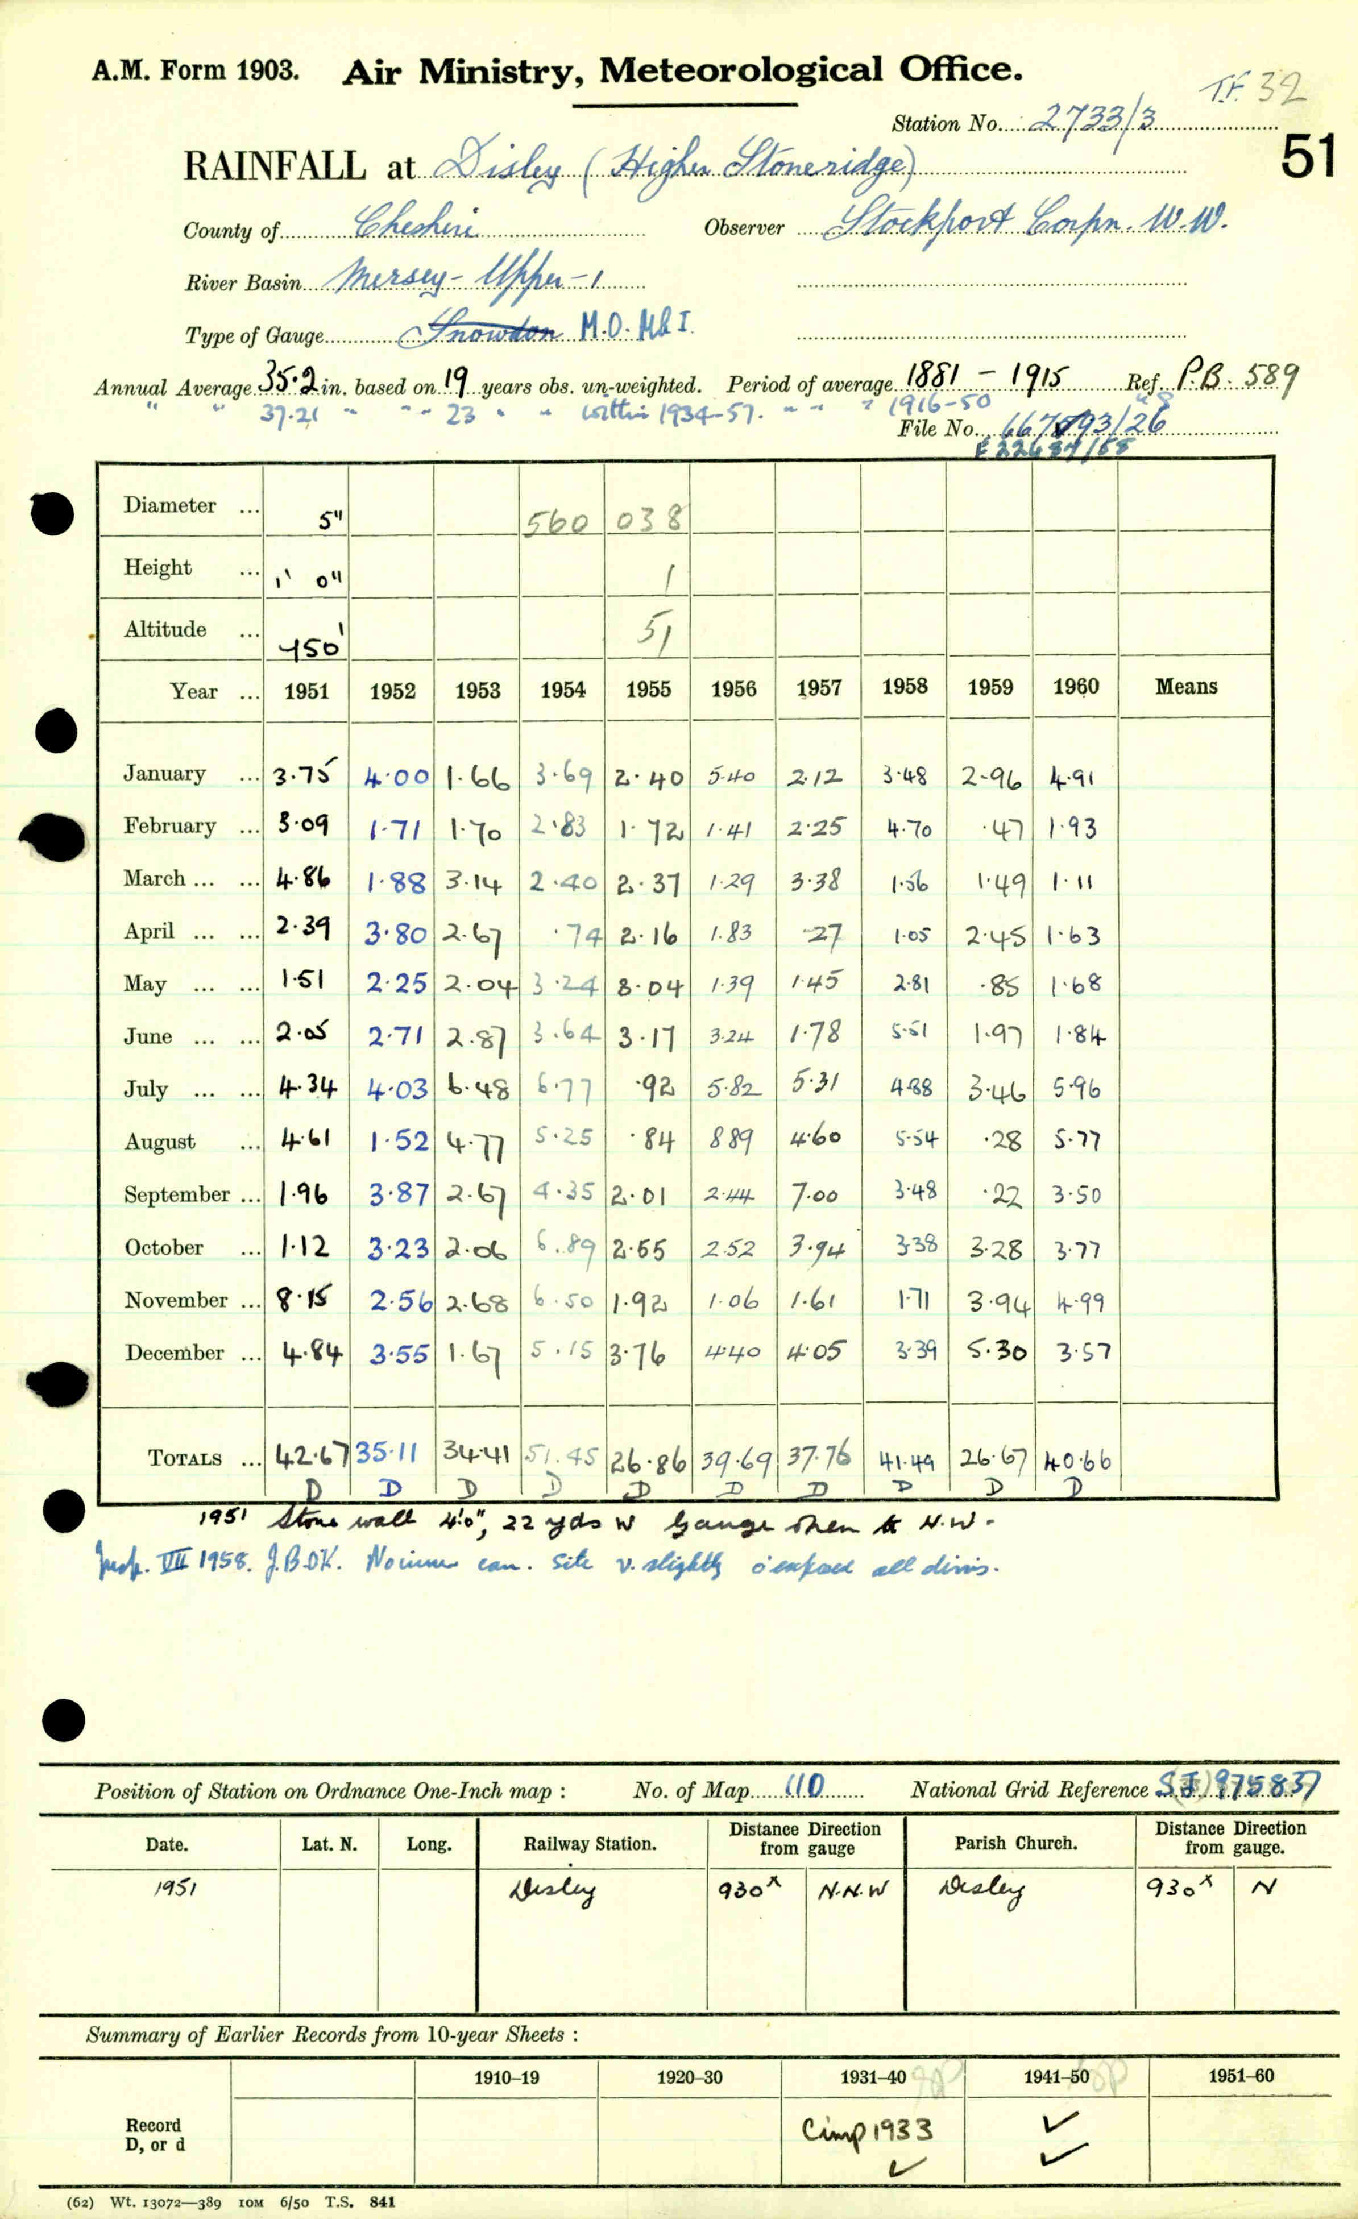 A.M. Form 1903. Air Ministry, Meteorological Office.
T.F. 32
Station No. 2733/3
51
RAINFALL at Disley (Higher Stoneridge)
County of Cheshire Observer Stockport Corpn. W.W.
River Basin Mersey - Upper - 1
Type of Gauge Snowdon M.O. Mk I.
Annual Average 35.2 in. based on 19 years obs. un-weighted. Period of average 1881 - 1915 Ref. P.B. 589
" " 37.21 " " " 23 " " within 1934-57. " " " 1916-50 " "
File No.
Diameter ... 5" 560 038
Height ... 1' 0" 1
Altitude ... 450' 51
Year ... 1951 1952 1953 1954 1955 1956 1957 1958 1959 1960 Means
January ... 3.75 4.00 1.66 3.69 2.40 5.40 2.12 3.48 2.96 4.91
February ... 3.09 1.71 1.70 2.83 1.72 1.41 2.25 4.70 .47 1.93
March ... ... 4.86 1.88 3.14 2.40 2.37 1.29 3.38 1.56 1.49 1.11
April ... ... 2.39 3.80 2.67 .74 2.16 1.83 .27 1.05 2.45 1.63
May ... ... 1.51 2.25 2.04 3.24 3.04 1.39 1.45 2.81 .85 1.68
June ... ... 2.05 2.71 2.87 3.64 3.17 3.24 1.78 5.51 1.97 1.84
July ... ... 4.34 4.03 6.48 6.77 .92 5.82 5.31 4.88 3.46 5.96
August ... 4.61 1.52 4.77 5.25 .84 8.89 4.60 5.54 .28 5.77
September ... 1.96 3.87 2.67 4.35 2.01 2.44 7.00 3.48 .22 3.50
October ... 1.12 3.23 2.06 6.89 2.55 2.52 3.94 3.38 3.28 3.77
November ... 8.15 2.56 2.68 6.50 1.92 1.06 1.61 1.71 3.94 4.99
December ... 4.84 3.55 1.67 5.15 3.76 4.40 4.05 3.39 5.30 3.57
TOTALS ... 42.67 35.11 34.41 51.45 26.86 39.69 37.76 41.49 26.67 40.66
D D D D D D D D D D
1951 Stone wall 4'.0", 22 yds W Gauge open to N.W.
Insp. VII 1958. J.B. OK. site v. slightly all dirns.
Position of Station on Ordnance One-Inch map : No. of Map 110 National Grid Reference SJ 975837
Date. Lat. N. Long. Railway Station. Distance from Direction gauge Parish Church. Distance from Direction gauge.
1951 Disley 930x N.N.W Disley 930x N
Summary of Earlier Records from 10-year Sheets :
1910–19 1920–30 1931–40 1941–50 1951–60
Record D, or d Cimp 1933 ✓ ✓ ✓
(62) Wt. 13072—389 10M 6/50 T.S. 841